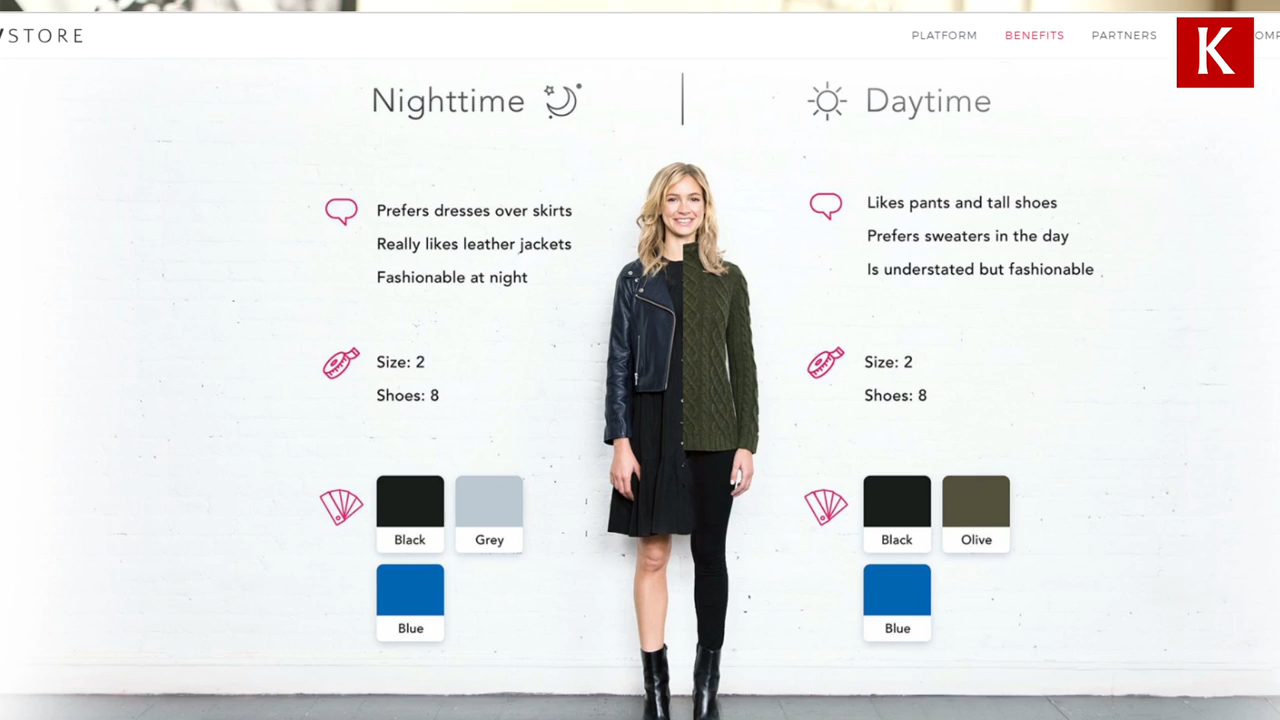 STORE
PLATFORM BENEFITS PARTNERS
K
Nighttime
Prefers dresses over skirts
Really likes leather jackets
Fashionable at night
Size: 2
Shoes: 8
Black Grey
Blue
Daytime
Likes pants and tall shoes
Prefers sweaters in the day
Is understated but fashionable
Size: 2
Shoes: 8
Black Olive
Blue